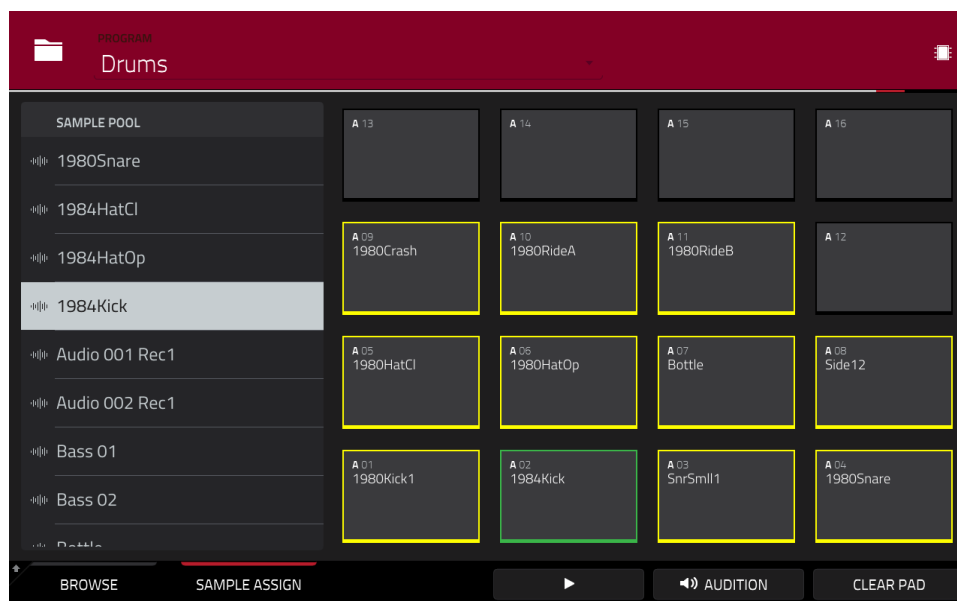 PROGRAM
Drums
SAMPLE POOL
1980Snare
1984HatCl
1984HatOp
1984Kick
Audio 001 Rec1
Audio 002 Rec1
Bass 01
Bass 02
Bottle
A 13
A 14
A 15
A 16
A 09
1980Crash
A 10
1980RideA
A 11
1980RideB
A 12
A 05
1980HatCl
A 06
1980HatOp
A 07
Bottle
A 08
Side12
A 01
1980Kick1
A 02
1984Kick
A 03
SnrSmll1
A 04
1980Snare
BROWSE
SAMPLE ASSIGN
AUDITION
CLEAR PAD